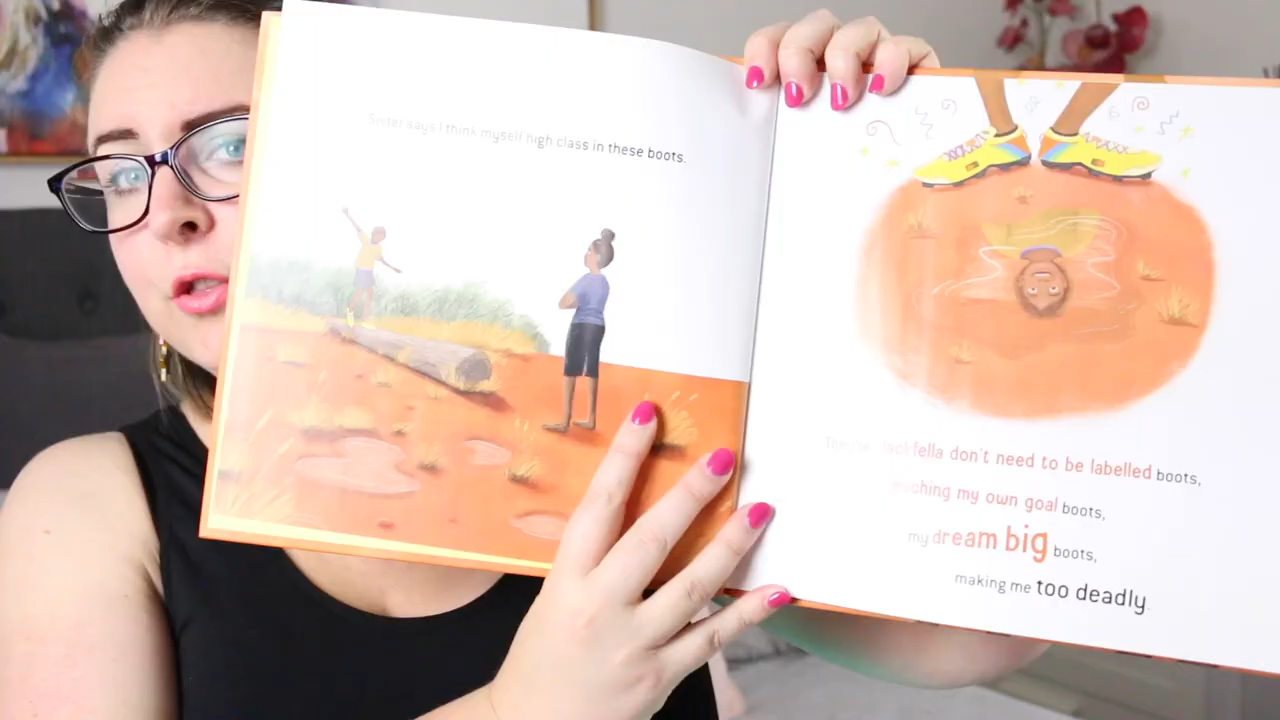 Sister says I think myself high class in these boots.
don't need to be labelled boots,
my own goal boots,
my dream big boots,
making me too deadly.